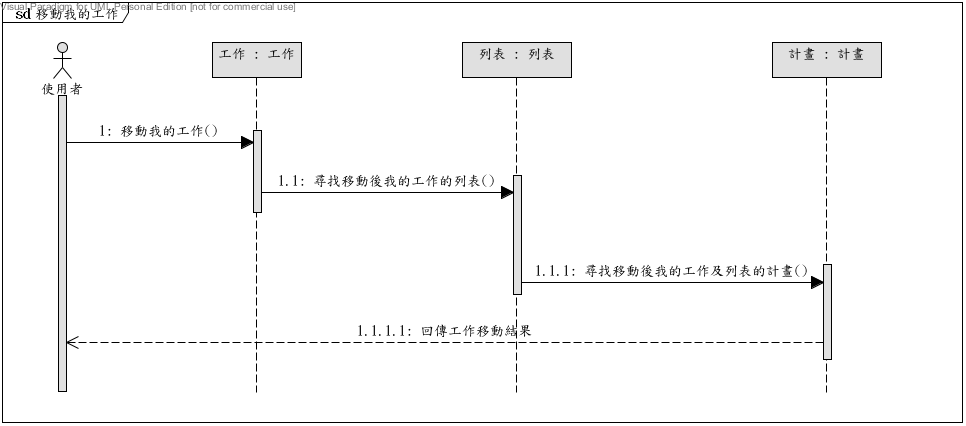 Visual Paradigm for UML Personal Edition [not for commercial use]
sd 移動我的工作
使用者
工作 : 工作
列表 : 列表
計畫 : 計畫
1: 移動我的工作()
1.1: 尋找移動後我的工作的列表()
1.1.1: 尋找移動後我的工作及列表的計畫()
1.1.1.1: 回傳工作移動結果